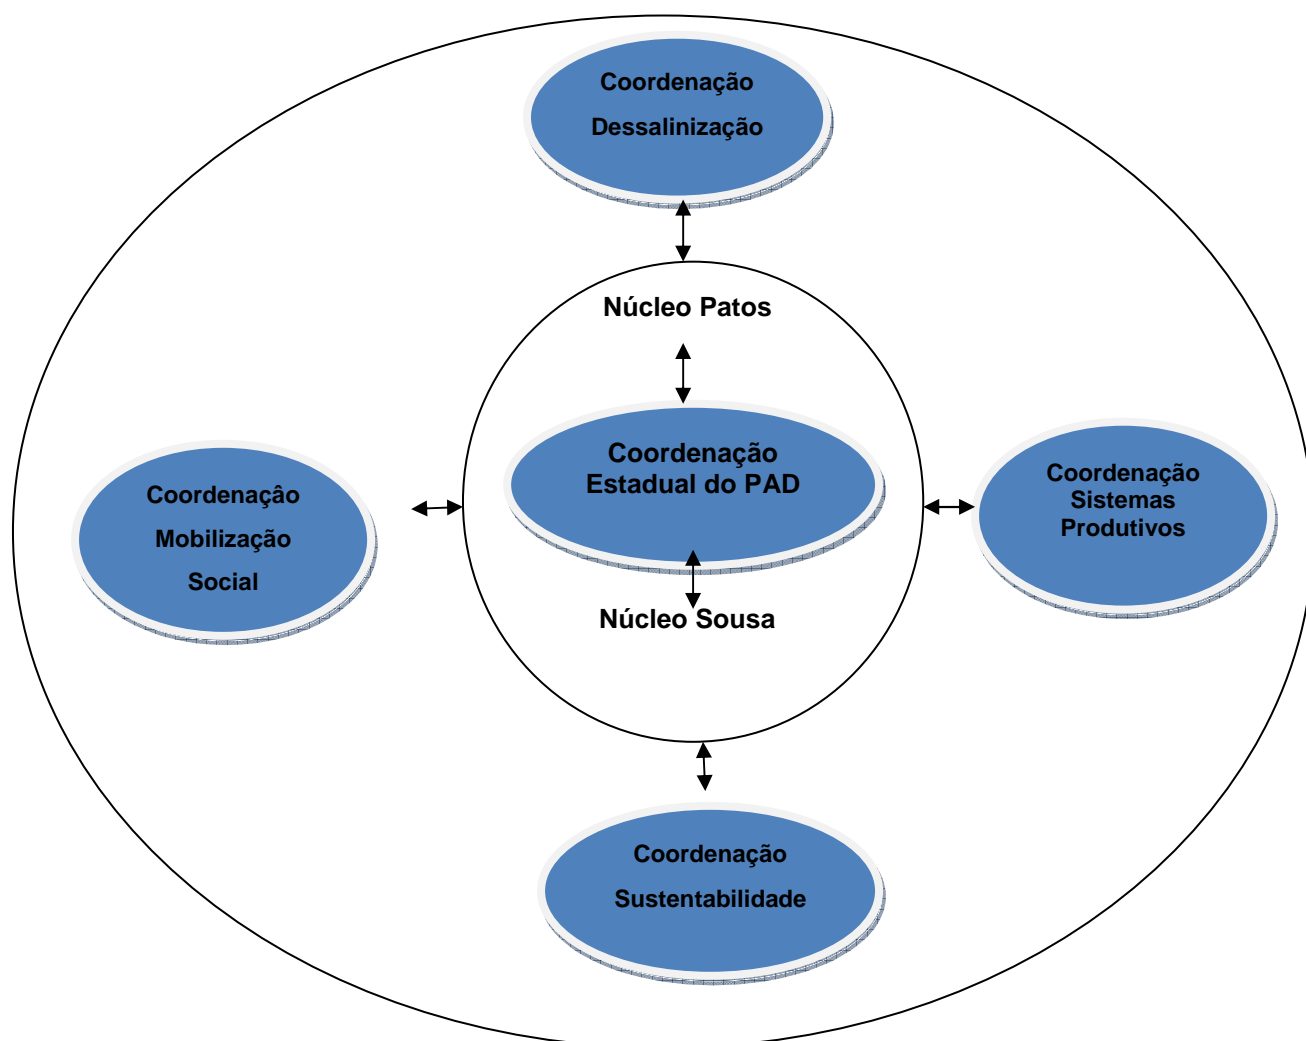 Coordenação
Dessalinização
Núcleo Patos
Coordenação
Estadual do PAD
Núcleo Sousa
Coordenaçâo
Mobilização
Social
Coordenação
Sistemas
Produtivos
Coordenação
Sustentabilidade